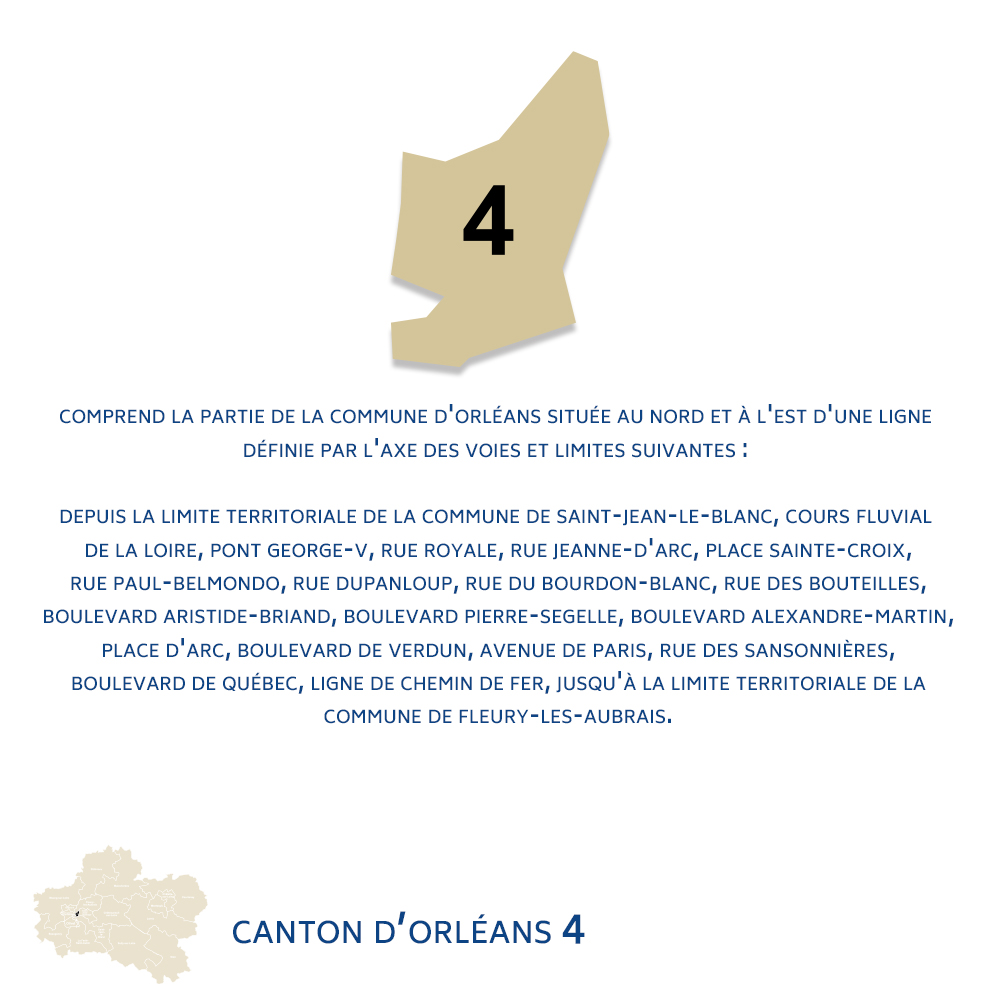 4
COMPREND LA PARTIE DE LA COMMUNE D'ORLÉANS SITUÉE AU NORD ET À L'EST D'UNE LIGNE
DÉFINIE PAR L'AXE DES VOIES ET LIMITES SUIVANTES :
DEPUIS LA LIMITE TERRITORIALE DE LA COMMUNE DE SAINT-JEAN-LE-BLANC, COURS FLUVIAL
DE LA LOIRE, PONT GEORGE-V, RUE ROYALE, RUE JEANNE-D'ARC, PLACE SAINTE-CROIX,
RUE PAUL-BELMONDO, RUE DUPANLOUP, RUE DU BOURDON-BLANC, RUE DES BOUTEILLES,
BOULEVARD ARISTIDE-BRIAND, BOULEVARD PIERRE-SEGELLE, BOULEVARD ALEXANDRE-MARTIN,
PLACE D'ARC, BOULEVARD DE VERDUN, AVENUE DE PARIS, RUE DES SANSONNIÈRES,
BOULEVARD DE QUÉBEC, LIGNE DE CHEMIN DE FER, JUSQU'À LA LIMITE TERRITORIALE DE LA
COMMUNE DE FLEURY-LES-AUBRAIS.
CANTON D'ORLÉANS 4